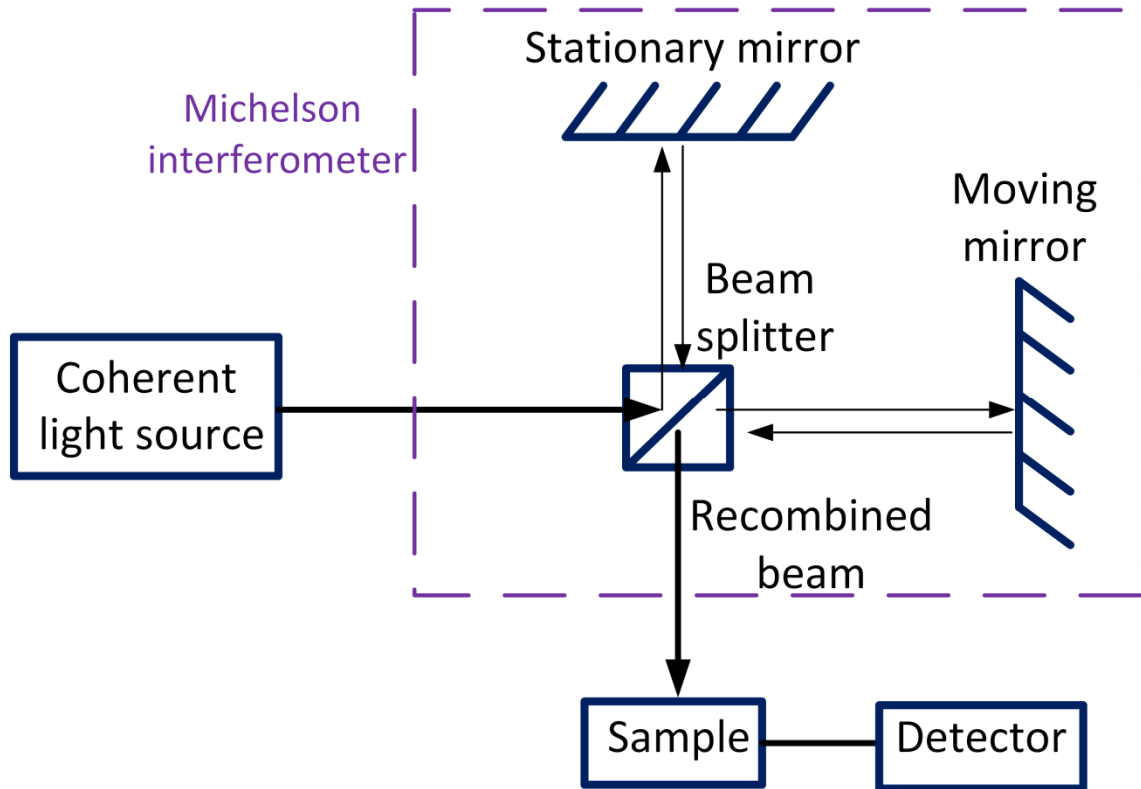 Stationary mirror
Michelson
interferometer
Moving
mirror
Beam
splitter
Coherent
light source
Recombined
beam
Sample
Detector